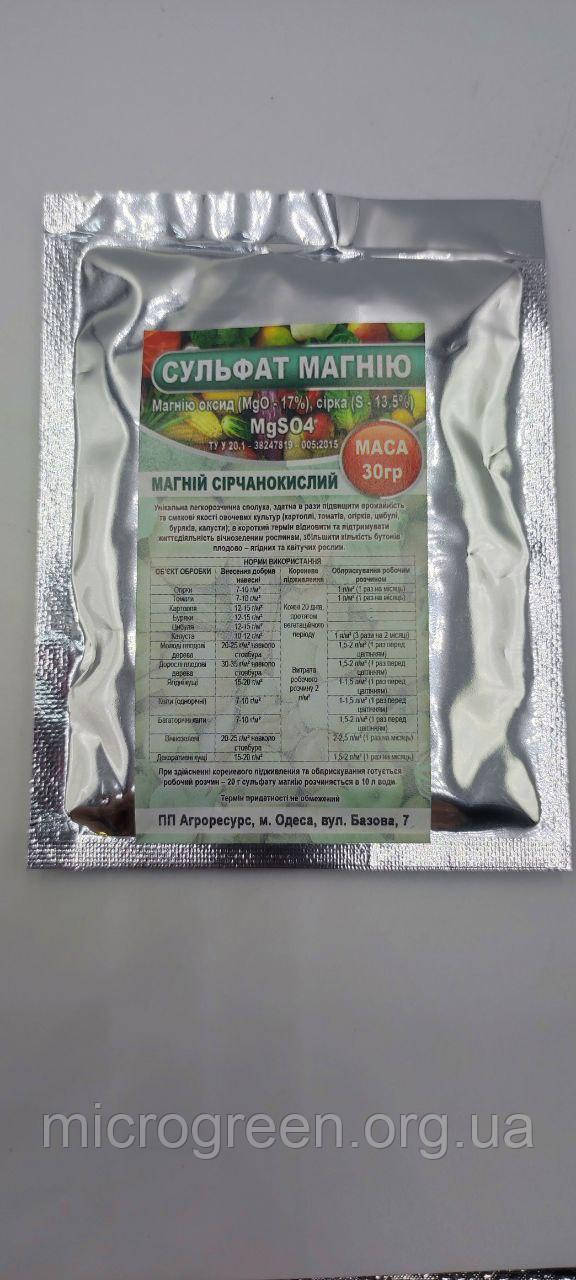 СУЛЬФАТ МАГНІЮ
Магнію оксид (MgO - 17%), сірка (S - 13,5%)
MgSO4
ТУ У 20.1 - 38247819 - 005:2015
МАСА
30гр
МАГНІЙ СІРЧАНОКИСЛИЙ
Унікальна легкорозчинна сполука, здатна в рази підвищити врожайність
та смакові якості овочевих культур (картоплі, томатів, огірків, цибулі,
буряків, капусти); в короткий термін відновити та підтримувати
життєдіяльність вічнозеленим рослинам, збільшити кількість бутонів
плодово – ягідних та квітучих рослин.
НОРМИ ВИКОРИСТАННЯ
ОБ'ЄКТ ОБРОБКИ Внесення добрив навесні Кореневе підживлення Обприскування робочим розчином
Огірки 7-10 г/м² 1 л/м² (1 раз на місяць)
Томати 7-10 г/м² 1 л/м² (1 раз на місяць)
Картопля 12-15 г/м² Кожні 20 днів,
Буряки 12-15 г/м² протягом
Цибуля 12-15 г/м² вегетаційного
Капуста 10-12 г/м² періоду 1 л/м² (3 рази на 2 місяці)
Молоді плодові дерева 20-25 г/м² навколо стовбура 1,5-2 л/м² (1 раз перед цвітінням)
Дорослі плодові дерева 30-35 г/м² навколо стовбура Витрата 1,5-2 л/м² (1 раз перед цвітінням)
Ягідні кущі 15-20 г/м² робочого 1-1,5 л/м² (1 раз перед цвітінням)
Квіти (однорічні) 7-10 г/м² розчину 2 л/м² 1-1,5 л/м² (1 раз перед цвітінням)
Багаторічні квіти 7-10 г/м² 1,5-2 л/м² (1 раз перед цвітінням)
Вічнозелені 20-25 г/м² навколо стовбура 2-2,5 л/м² (1 раз на місяць)
Декоративні кущі 15-20 г/м² 1,5-2 л/м² (1 раз на місяць)
При здійсненні кореневого підживлення та обприскування готується
робочий розчин – 20 г сульфату магнію розчиняється в 10 л води.
Термін придатності не обмежений
ПП Агроресурс, м. Одеса, вул. Базова, 7
microgreen.org.ua